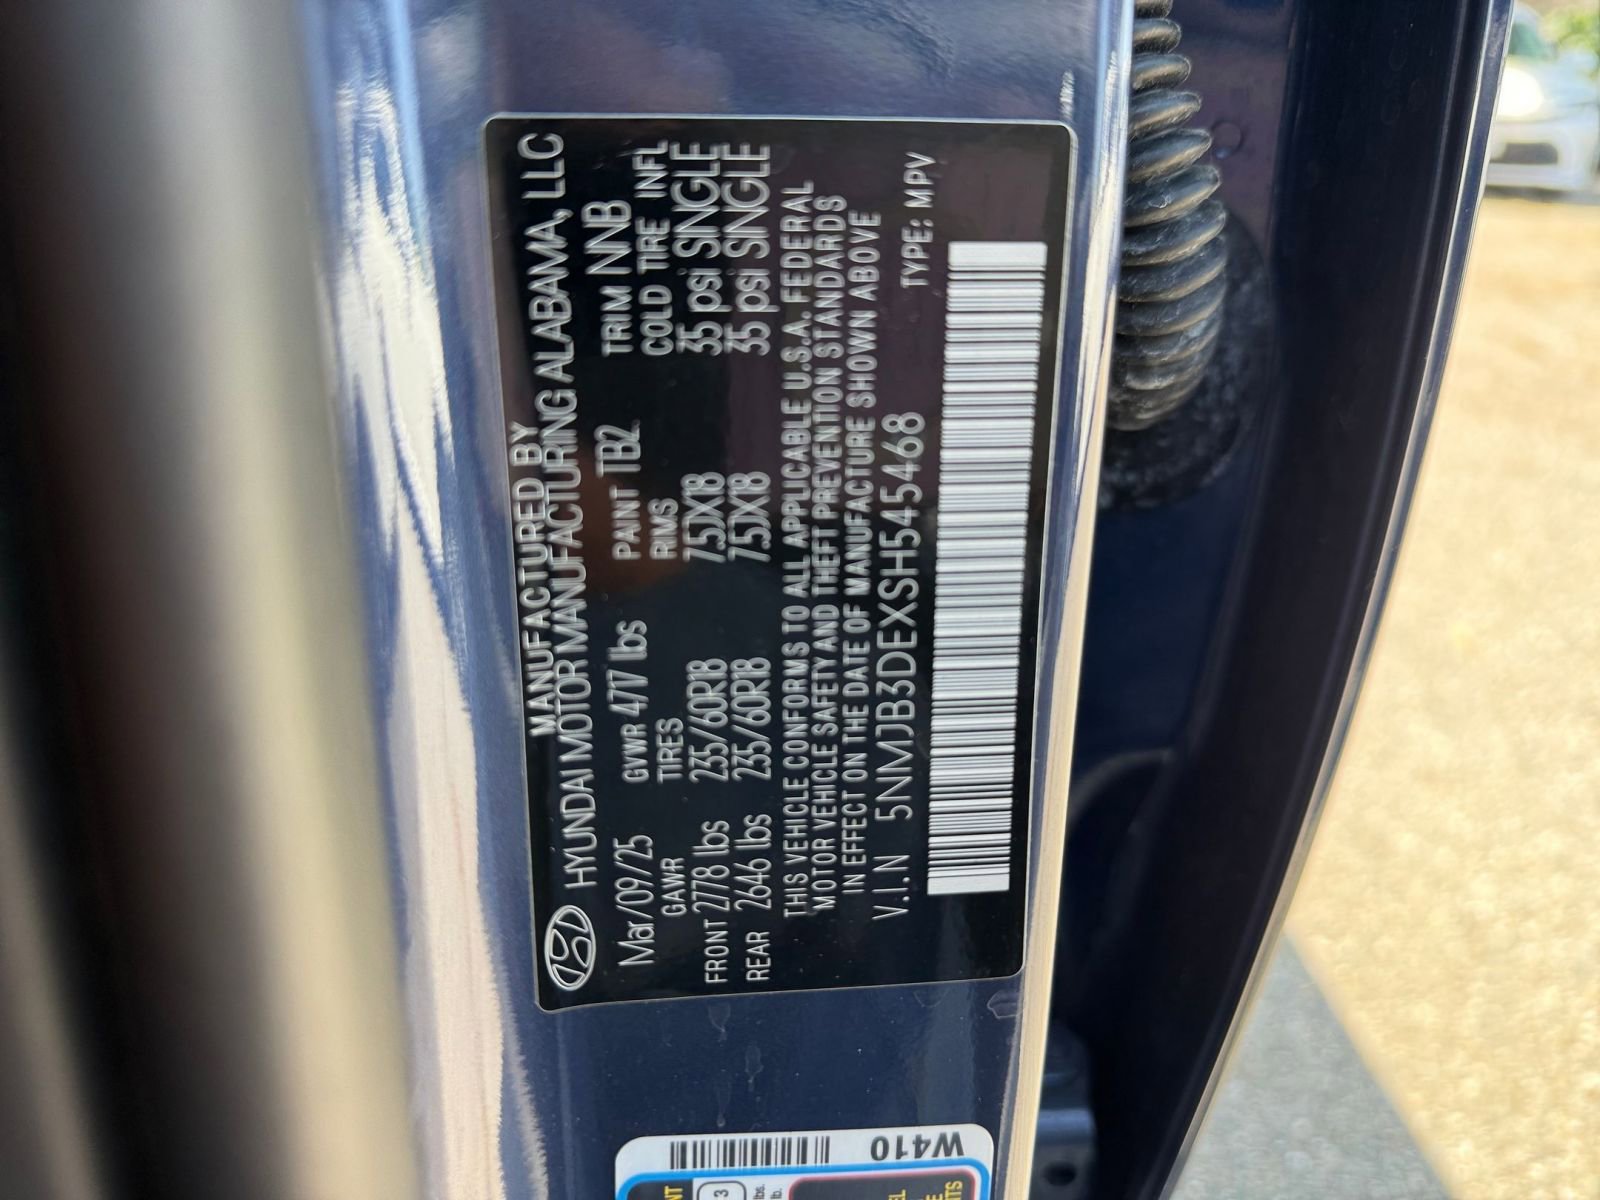 MANUFACTURED BY
HYUNDAI MOTOR MANUFACTURING ALABAMA, LLC
Mar/09/25 GVWR 4717 lbs PAINT TB2 TRIM NNB
GAWR TIRES RIMS COLD TIRE INFL
FRONT 2778 lbs 235/60R18 7.5JX18 35 psi SINGLE
REAR 2646 lbs 235/60R18 7.5JX18 35 psi SINGLE
THIS VEHICLE CONFORMS TO ALL APPLICABLE U.S.A. FEDERAL
MOTOR VEHICLE SAFETY AND THEFT PREVENTION STANDARDS
IN EFFECT ON THE DATE OF MANUFACTURE SHOWN ABOVE
V.I.N 5NMJB3DEXSH545468 TYPE: MPV
W410
3
lbs.
lb.